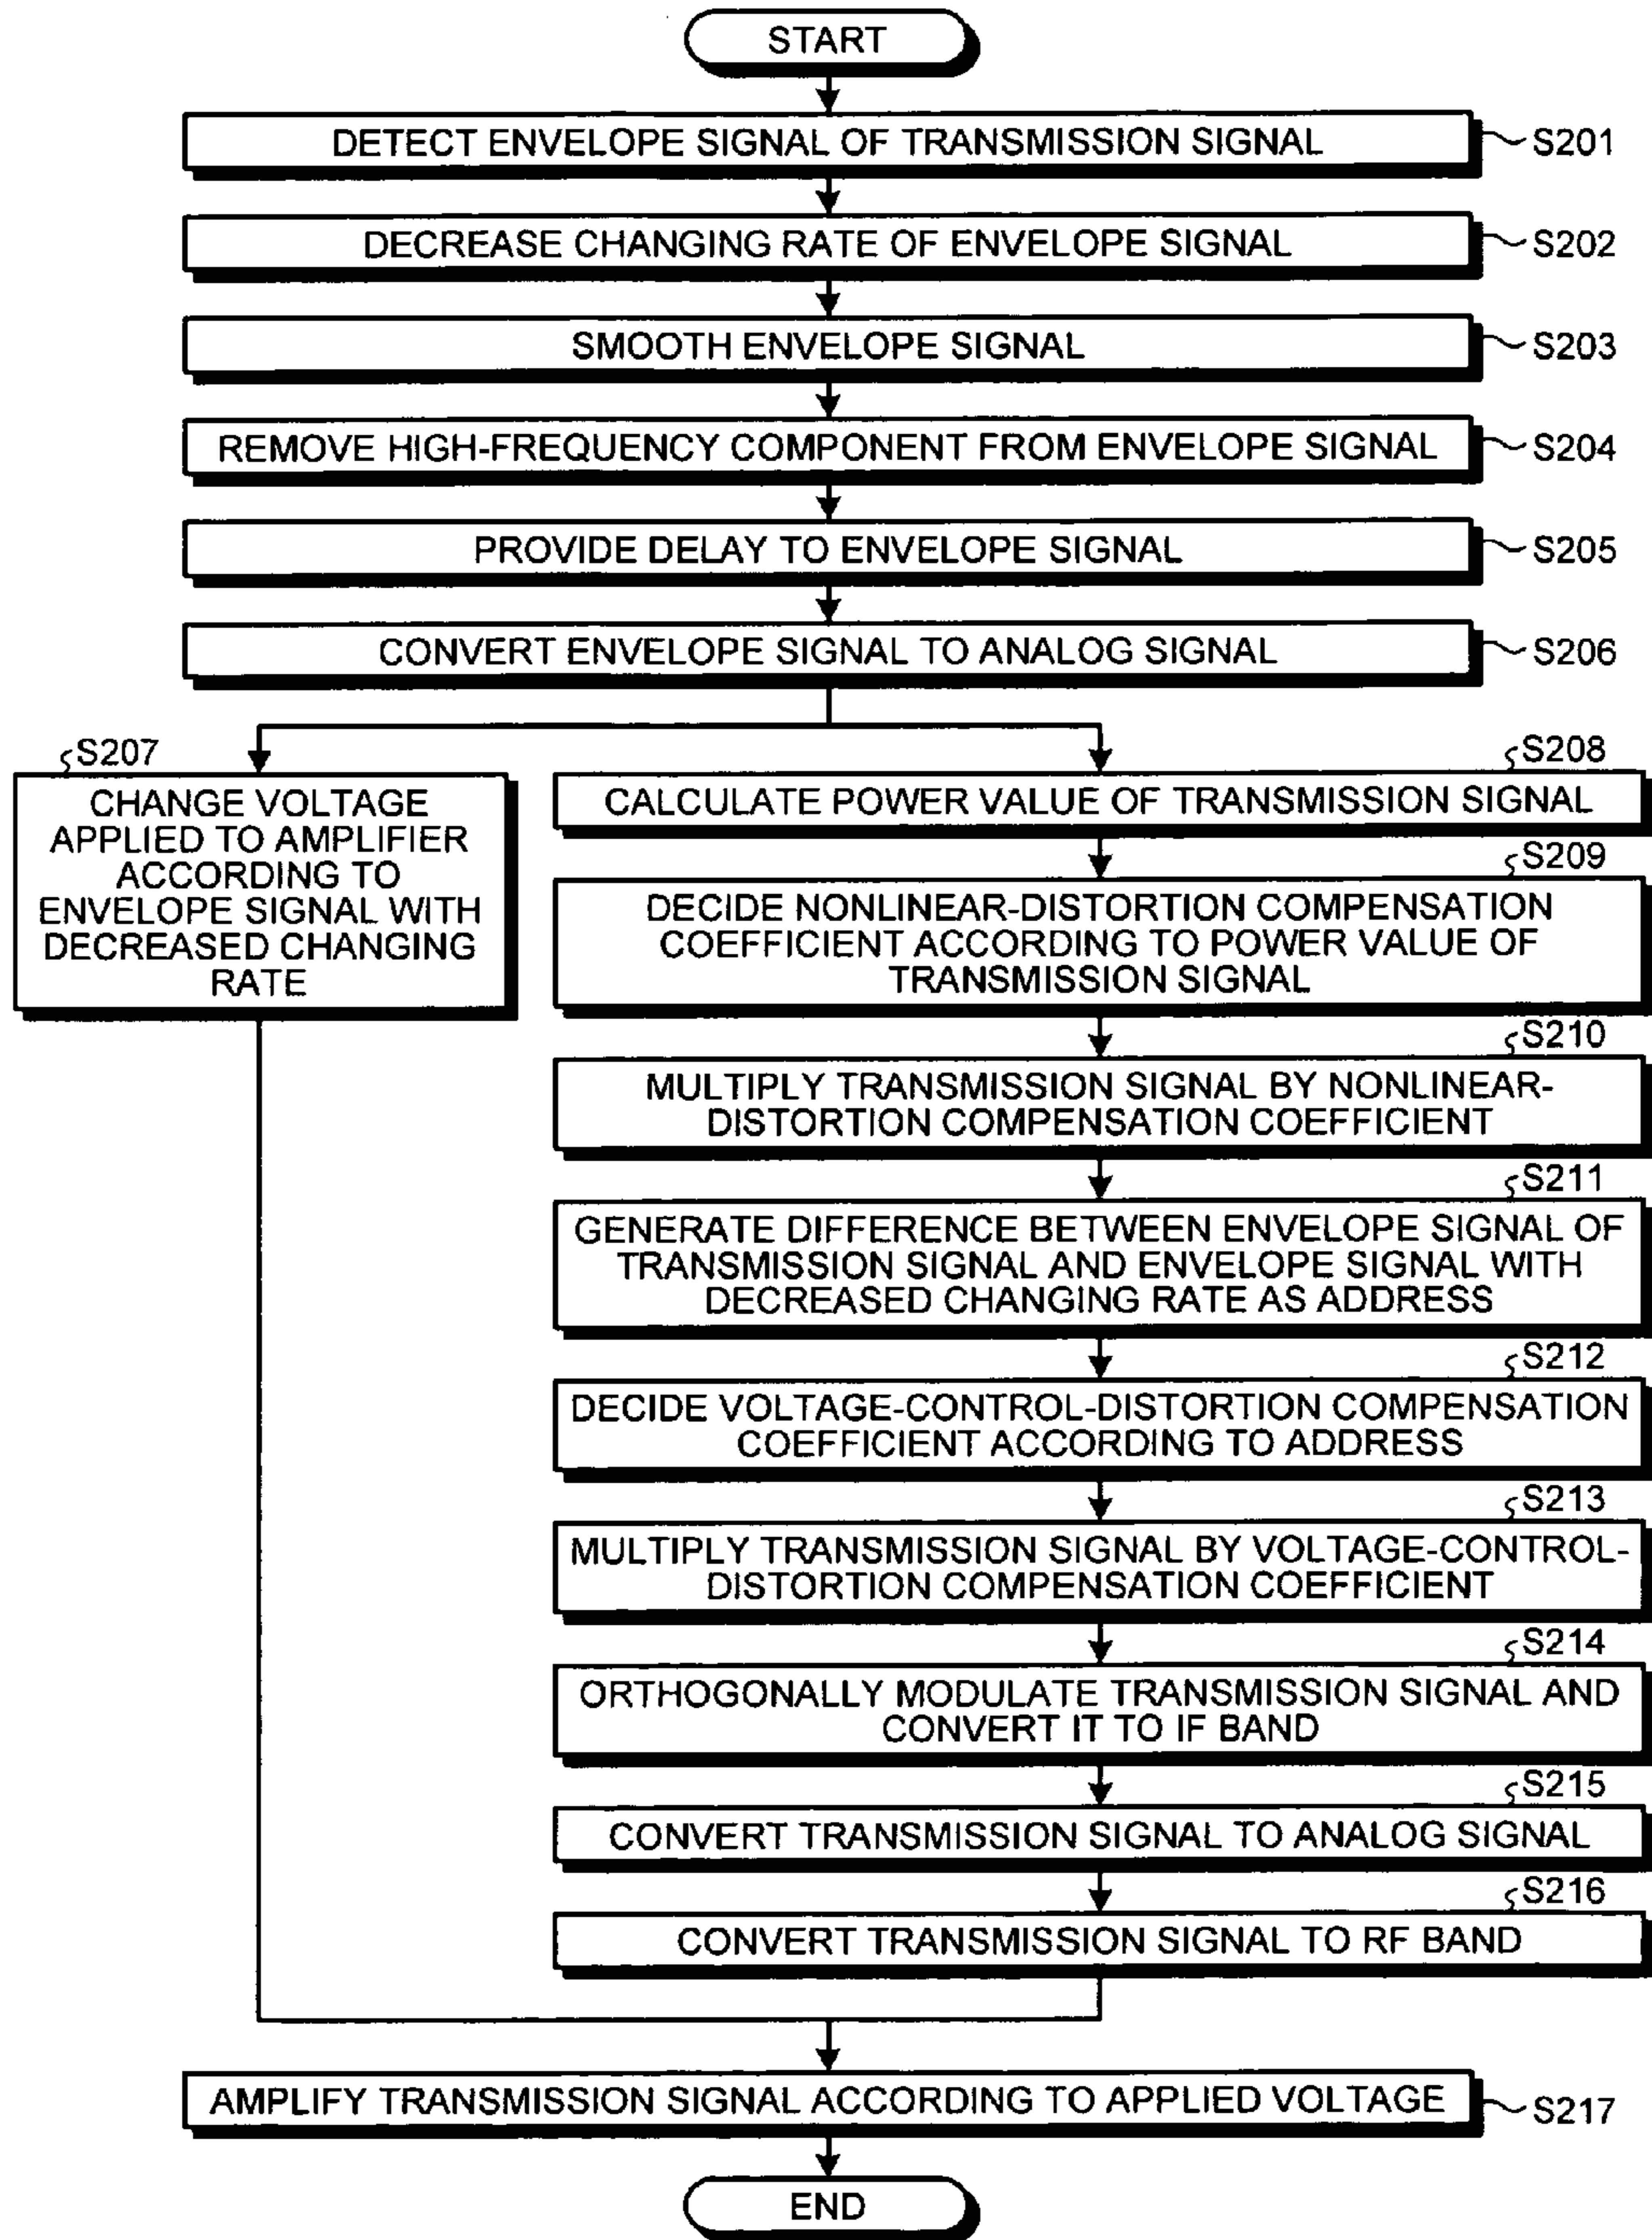 START
DETECT ENVELOPE SIGNAL OF TRANSMISSION SIGNAL
S201
DECREASE CHANGING RATE OF ENVELOPE SIGNAL
S202
SMOOTH ENVELOPE SIGNAL
S203
REMOVE HIGH-FREQUENCY COMPONENT FROM ENVELOPE SIGNAL
S204
PROVIDE DELAY TO ENVELOPE SIGNAL
S205
CONVERT ENVELOPE SIGNAL TO ANALOG SIGNAL
S206
S207
CHANGE VOLTAGE
APPLIED TO AMPLIFIER
ACCORDING TO
ENVELOPE SIGNAL WITH
DECREASED CHANGING
RATE
S208
CALCULATE POWER VALUE OF TRANSMISSION SIGNAL
S209
DECIDE NONLINEAR-DISTORTION COMPENSATION
COEFFICIENT ACCORDING TO POWER VALUE OF
TRANSMISSION SIGNAL
S210
MULTIPLY TRANSMISSION SIGNAL BY NONLINEAR-
DISTORTION COMPENSATION COEFFICIENT
S211
GENERATE DIFFERENCE BETWEEN ENVELOPE SIGNAL OF
TRANSMISSION SIGNAL AND ENVELOPE SIGNAL WITH
DECREASED CHANGING RATE AS ADDRESS
S212
DECIDE VOLTAGE-CONTROL-DISTORTION COMPENSATION
COEFFICIENT ACCORDING TO ADDRESS
S213
MULTIPLY TRANSMISSION SIGNAL BY VOLTAGE-CONTROL-
DISTORTION COMPENSATION COEFFICIENT
S214
ORTHOGONALLY MODULATE TRANSMISSION SIGNAL AND
CONVERT IT TO IF BAND
S215
CONVERT TRANSMISSION SIGNAL TO ANALOG SIGNAL
S216
CONVERT TRANSMISSION SIGNAL TO RF BAND
AMPLIFY TRANSMISSION SIGNAL ACCORDING TO APPLIED VOLTAGE
S217
END